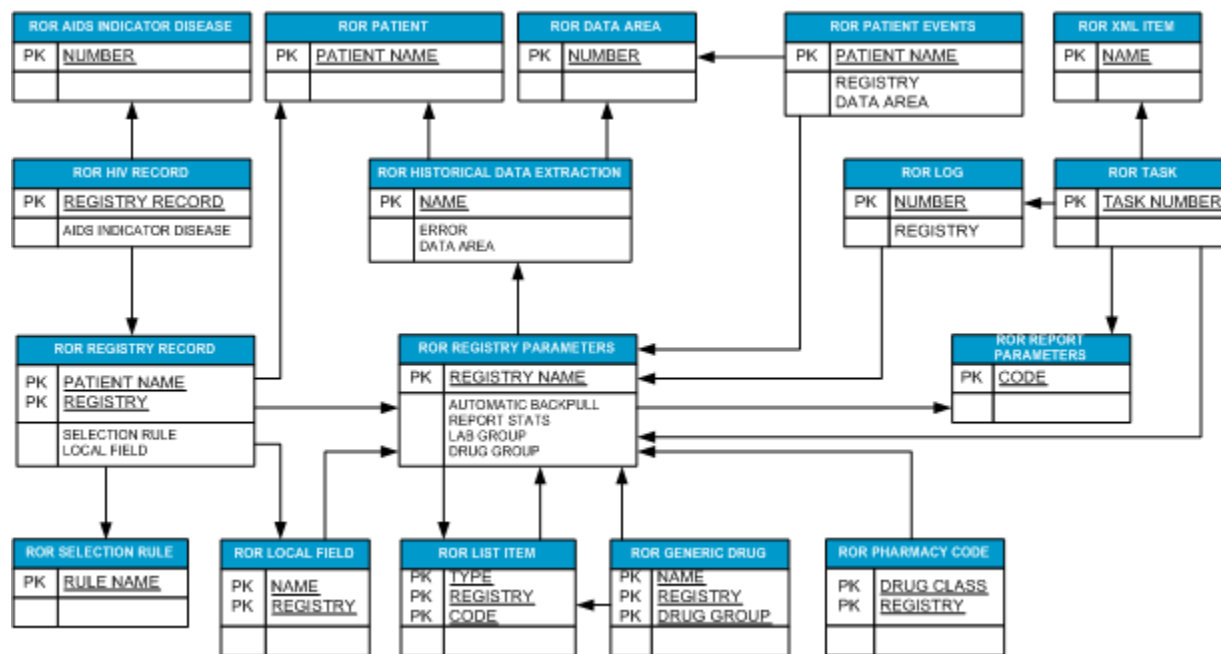 ROR AIDS INDICATOR DISEASE
PK NUMBER
ROR PATIENT
PK PATIENT NAME
ROR DATA AREA
PK NUMBER
ROR PATIENT EVENTS
PK PATIENT NAME
REGISTRY
DATA AREA
ROR XML ITEM
PK NAME
ROR HIV RECORD
PK REGISTRY RECORD
AIDS INDICATOR DISEASE
ROR HISTORICAL DATA EXTRACTION
PK NAME
ERROR
DATA AREA
ROR LOG
PK NUMBER
REGISTRY
ROR TASK
PK TASK NUMBER
ROR REGISTRY RECORD
PK PATIENT NAME
PK REGISTRY
SELECTION RULE
LOCAL FIELD
ROR REGISTRY PARAMETERS
PK REGISTRY NAME
AUTOMATIC BACKPULL
REPORT STATS
LAB GROUP
DRUG GROUP
ROR REPORT
PARAMETERS
PK CODE
ROR SELECTION RULE
PK RULE NAME
ROR LOCAL FIELD
PK NAME
PK REGISTRY
ROR LIST ITEM
PK TYPE
PK REGISTRY
PK CODE
ROR GENERIC DRUG
PK NAME
PK REGISTRY
PK DRUG GROUP
ROR PHARMACY CODE
PK DRUG CLASS
PK REGISTRY